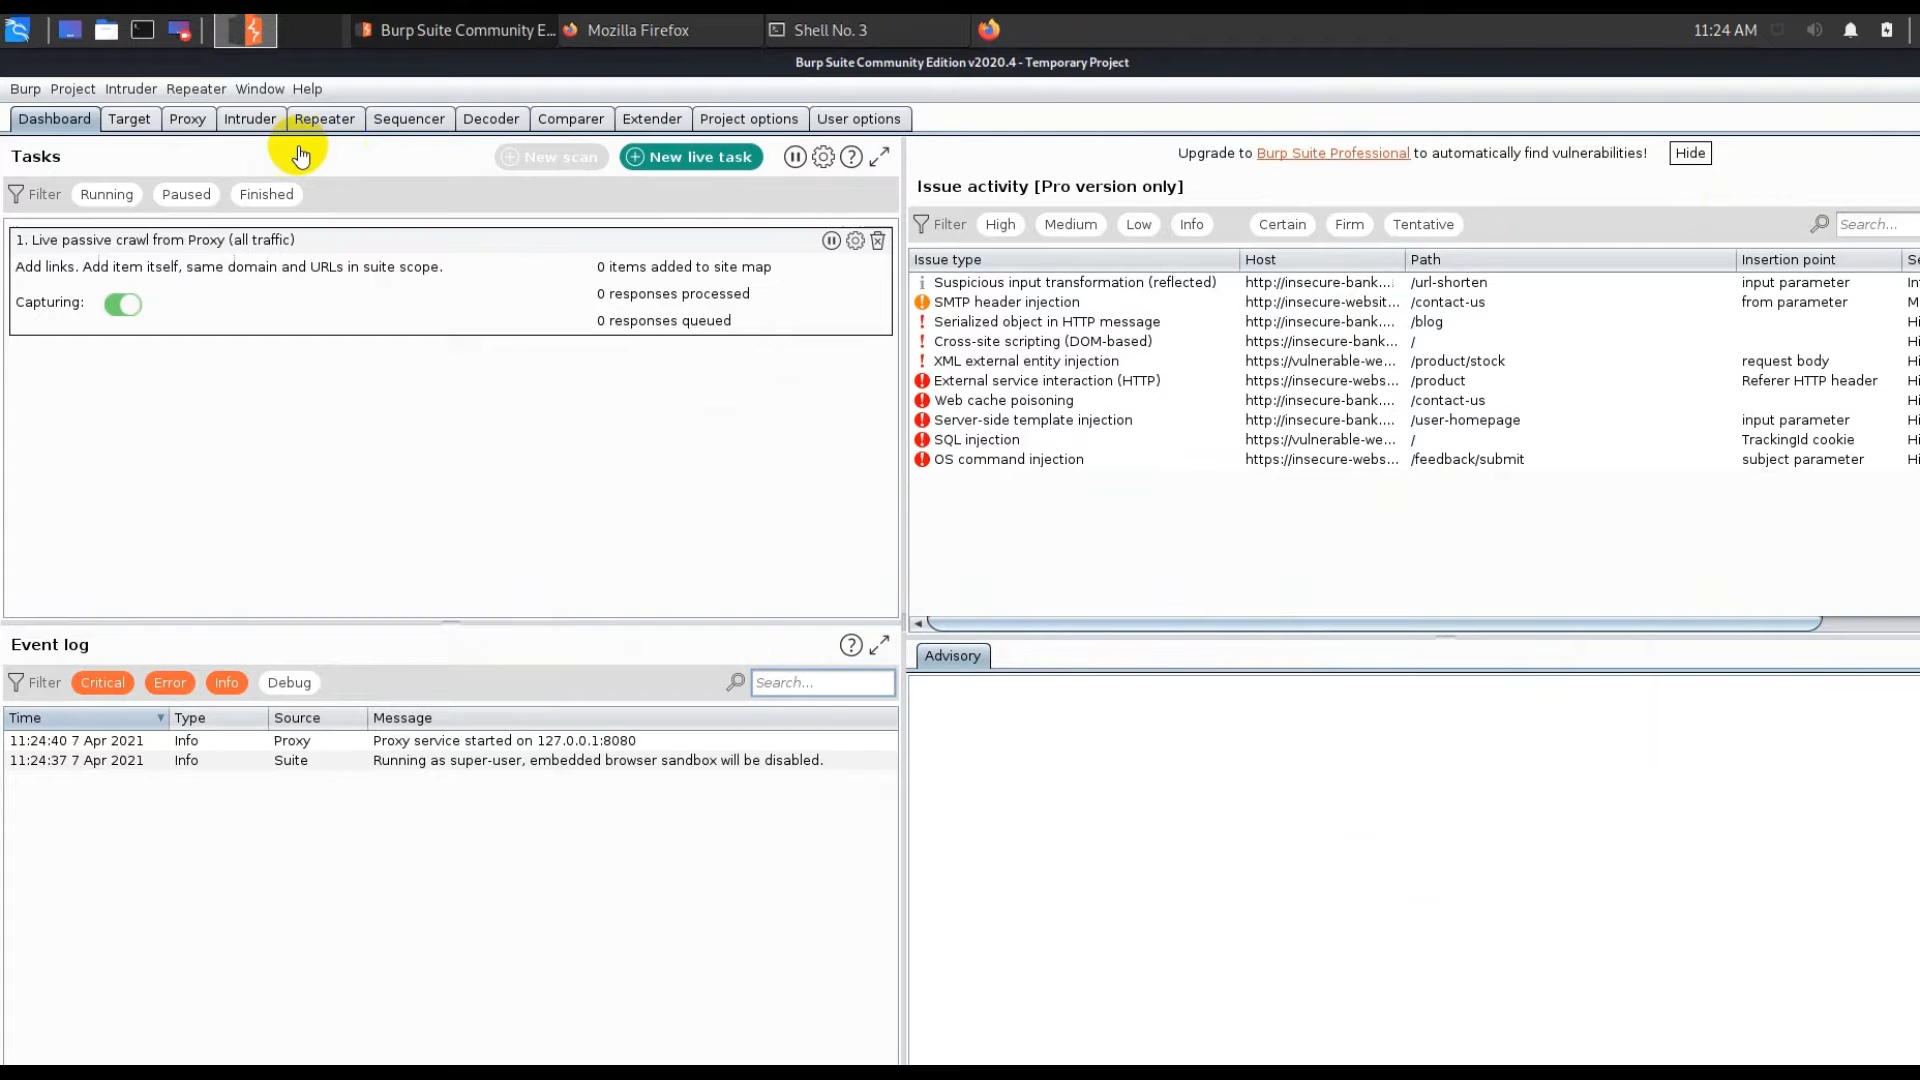 Burp Suite Community E...
Mozilla Firefox
Shell No. 3
11:24 AM
Burp Suite Community Edition v2020.4 - Temporary Project
Burp Project Intruder Repeater Window Help
Dashboard Target Proxy Intruder Repeater Sequencer Decoder Comparer Extender Project options User options
Tasks
New scan
New live task
Filter Running Paused Finished
1. Live passive crawl from Proxy (all traffic)
Add links. Add item itself, same domain and URLs in suite scope.
0 items added to site map
0 responses processed
Capturing:
0 responses queued
Event log
Filter Critical Error Info Debug
Search...
Time Type Source Message
11:24:40 7 Apr 2021 Info Proxy Proxy service started on 127.0.0.1:8080
11:24:37 7 Apr 2021 Info Suite Running as super-user, embedded browser sandbox will be disabled.
Upgrade to Burp Suite Professional to automatically find vulnerabilities! Hide
Issue activity [Pro version only]
Filter High Medium Low Info Certain Firm Tentative
Search...
Issue type Host Path Insertion point Se
Suspicious input transformation (reflected) http://insecure-bank.... /url-shorten input parameter In
SMTP header injection http://insecure-websit... /contact-us from parameter M
Serialized object in HTTP message http://insecure-bank.... /blog Hi
Cross-site scripting (DOM-based) https://insecure-bank.... / Hi
XML external entity injection https://vulnerable-we... /product/stock request body Hi
External service interaction (HTTP) https://insecure-webs... /product Referer HTTP header Hi
Web cache poisoning http://insecure-bank.... /contact-us Hi
Server-side template injection http://insecure-bank.... /user-homepage input parameter Hi
SQL injection https://vulnerable-we... / TrackingId cookie Hi
OS command injection https://insecure-webs... /feedback/submit subject parameter Hi
Advisory